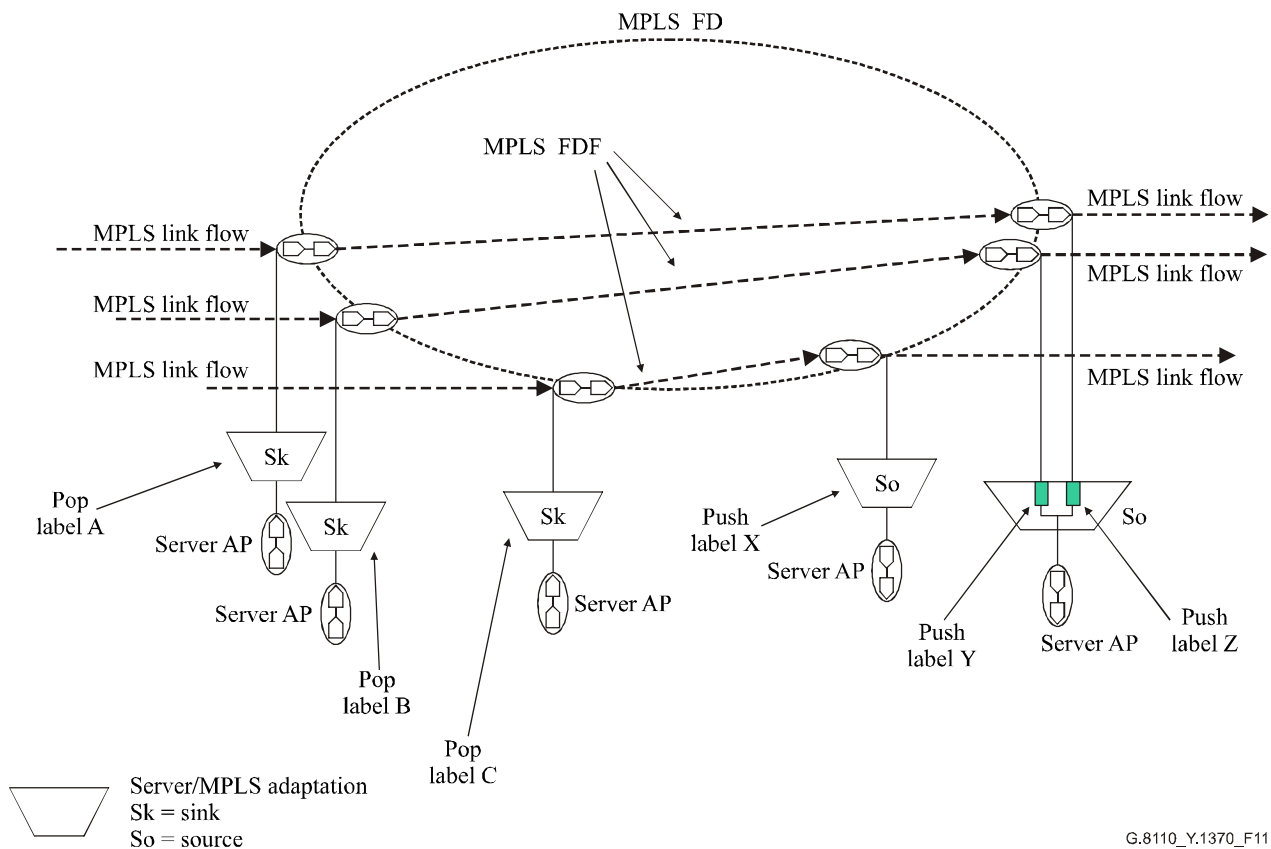 MPLS FD
MPLS FDF
MPLS link flow
MPLS link flow
MPLS link flow
MPLS link flow
MPLS link flow
MPLS link flow
Sk
Sk
Sk
So
So
Pop
label A
Server AP
Server AP
Server AP
Push
label X
Server AP
Push
label Y
Server AP
Push
label Z
Pop
label B
Pop
label C
Server/MPLS adaptation
Sk = sink
So = source
G.8110_Y.1370_F11